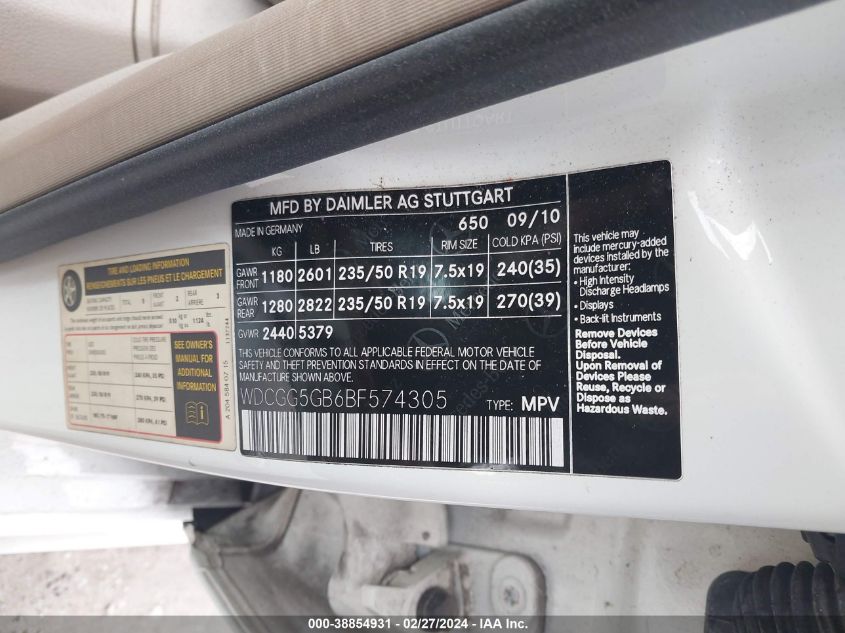 MFD BY DAIMLER AG STUTTGART
MADE IN GERMANY 650 09/10
KG LB TIRES RIM SIZE COLD KPA (PSI)
GAWR FRONT 1180 2601 235/50 R19 7.5x19 240(35)
GAWR REAR 1280 2822 235/50 R19 7.5x19 270(39)
GVWR 2440 5379
THIS VEHICLE CONFORMS TO ALL APPLICABLE FEDERAL MOTOR VEHICLE
SAFETY AND THEFT PREVENTION STANDARDS IN EFFECT ON THE DATE
OF MANUFACTURE SHOWN ABOVE.
WDCGG5GB6BF574305 TYPE: MPV
This vehicle may
include mercury-added
devices installed by the
manufacturer:
• High Intensity
Discharge Headlamps
• Displays
• Back-lit Instruments
Remove Devices
Before Vehicle
Disposal.
Upon Removal of
Devices Please
Reuse, Recycle or
Dispose as
Hazardous Waste.
TIRE AND LOADING INFORMATION
RENSEIGNEMENTS SUR LES PNEUS ET LE CHARGEMENT
SEE OWNER'S
MANUAL FOR
ADDITIONAL
INFORMATION
A 204 584 07 15
000-38854931 / 02/27/2024 - IAA Inc.